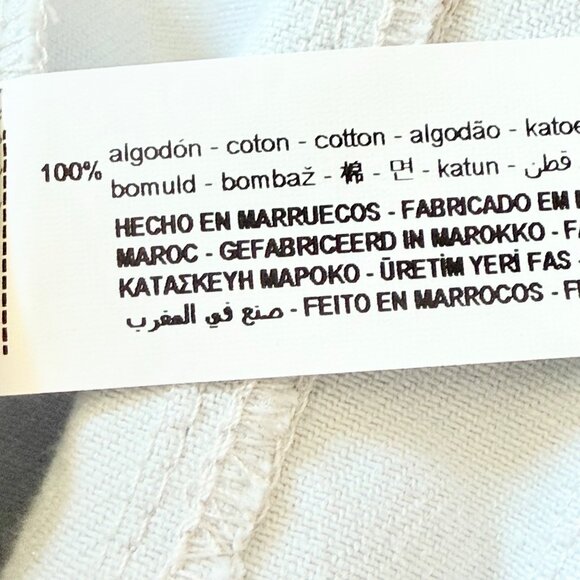 100% algodón - coton - cotton - algodão - katoe
bomuld - bombaž - 棉 - 면 - katun - قطن
HECHO EN MARRUECOS - FABRICADO EM
MAROC - GEFABRICEERD IN MAROKKO - FA
ΚΑΤΑΣΚΕΥΗ ΜΑΡΟΚΟ - ÜRETİM YERİ FAS -
صنع في المغرب - FEITO EN MARROCOS - F